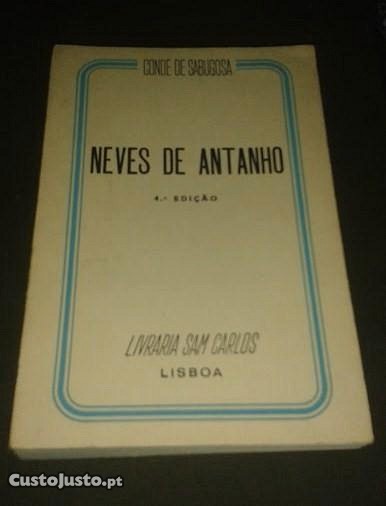 CONDE DE SABUGOSA
NEVES DE ANTANHO
4.ª EDIÇÃO
LIVRARIA SAM CARLOS
LISBOA
CustoJusto.pt